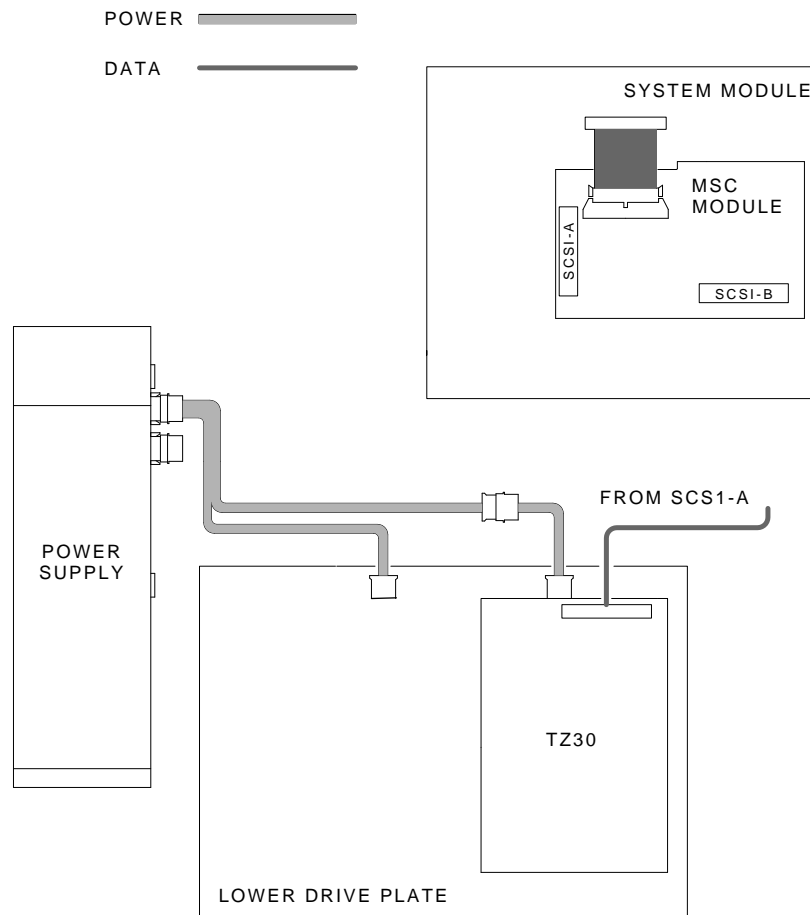 POWER
DATA
SYSTEM MODULE
MSC
MODULE
SCSI-A
SCSI-B
FROM SCS1-A
POWER
SUPPLY
TZ30
LOWER DRIVE PLATE